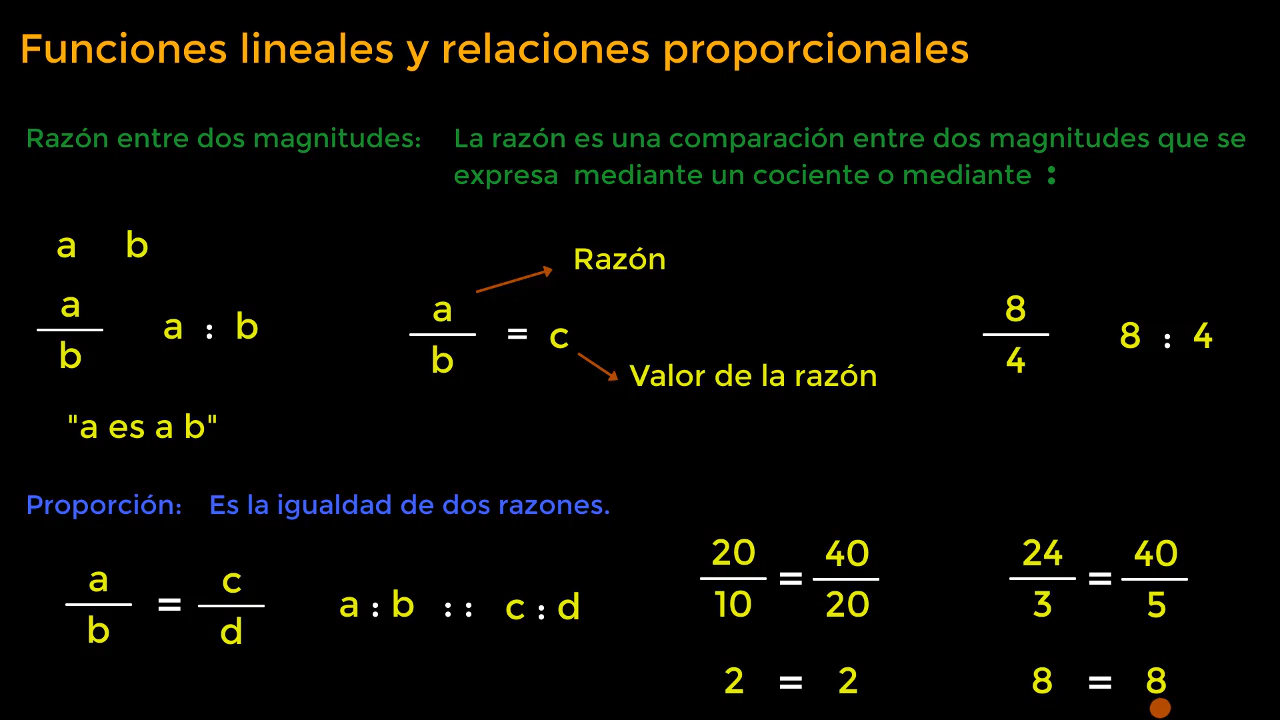 Funciones lineales y relaciones proporcionales
Razón entre dos magnitudes: La razón es una comparación entre dos magnitudes que se
expresa mediante un cociente o mediante :
a b
a/b a : b
"a es a b"
a/b = c
Razón
Valor de la razón
8/4 8 : 4
Proporción: Es la igualdad de dos razones.
a/b = c/d a : b : : c : d
20/10 = 40/20
2 = 2
24/3 = 40/5
8 = 8